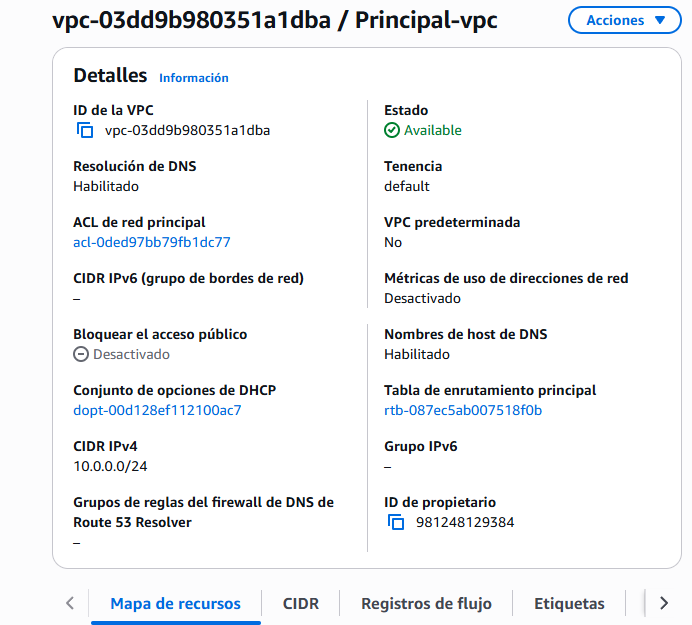 vpc-03dd9b980351a1dba / Principal-vpc
Acciones
Detalles
Información
ID de la VPC
vpc-03dd9b980351a1dba
Estado
Available
Resolución de DNS
Habilitado
Tenencia
default
ACL de red principal
acl-0ded97bb79fb1dc77
VPC predeterminada
No
CIDR IPv6 (grupo de bordes de red)
–
Métricas de uso de direcciones de red
Desactivado
Bloquear el acceso público
Desactivado
Nombres de host de DNS
Habilitado
Conjunto de opciones de DHCP
dopt-00d128ef112100ac7
Tabla de enrutamiento principal
rtb-087ec5ab007518f0b
CIDR IPv4
10.0.0.0/24
Grupo IPv6
–
Grupos de reglas del firewall de DNS de
Route 53 Resolver
–
ID de propietario
981248129384
Mapa de recursos
CIDR
Registros de flujo
Etiquetas